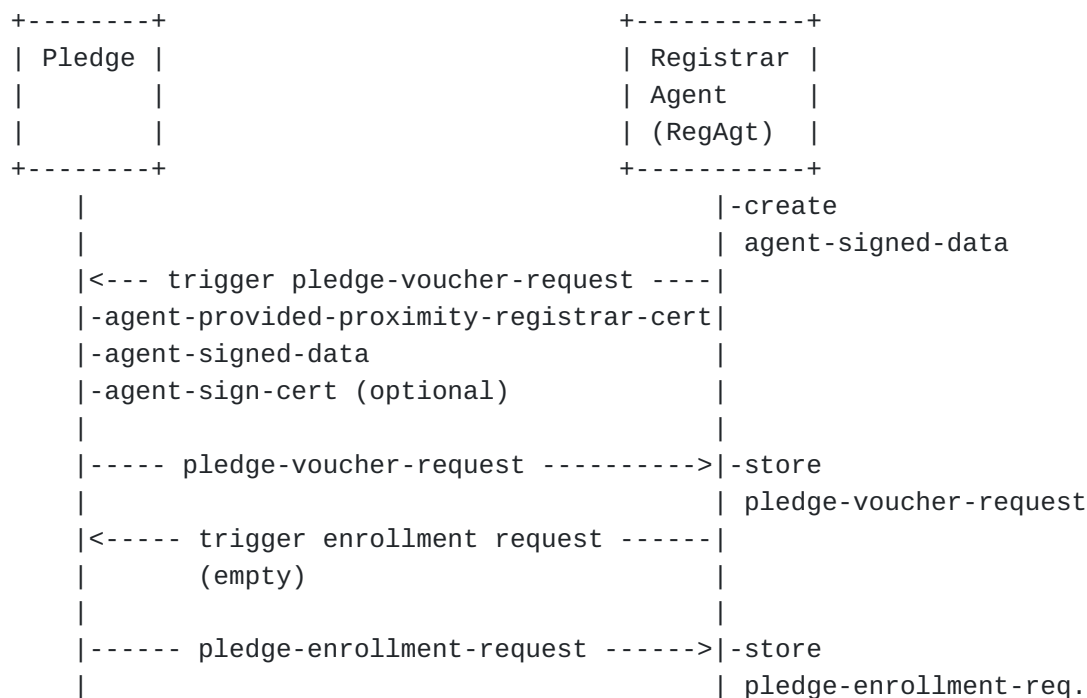 +--------+                             +-----------+
| Pledge |                             | Registrar |
|        |                             | Agent     |
|        |                             | (RegAgt)  |
+--------+                             +-----------+
    |                                        |-create
    |                                        | agent-signed-data
    |<--- trigger pledge-voucher-request ----|
    |-agent-provided-proximity-registrar-cert|
    |-agent-signed-data                      |
    |-agent-sign-cert (optional)             |
    |                                        |
    |----- pledge-voucher-request ---------->|-store
    |                                        | pledge-voucher-request
    |<----- trigger enrollment request ------|
    |       (empty)                          |
    |                                        |
    |------ pledge-enrollment-request ------>|-store
    |                                        | pledge-enrollment-req.